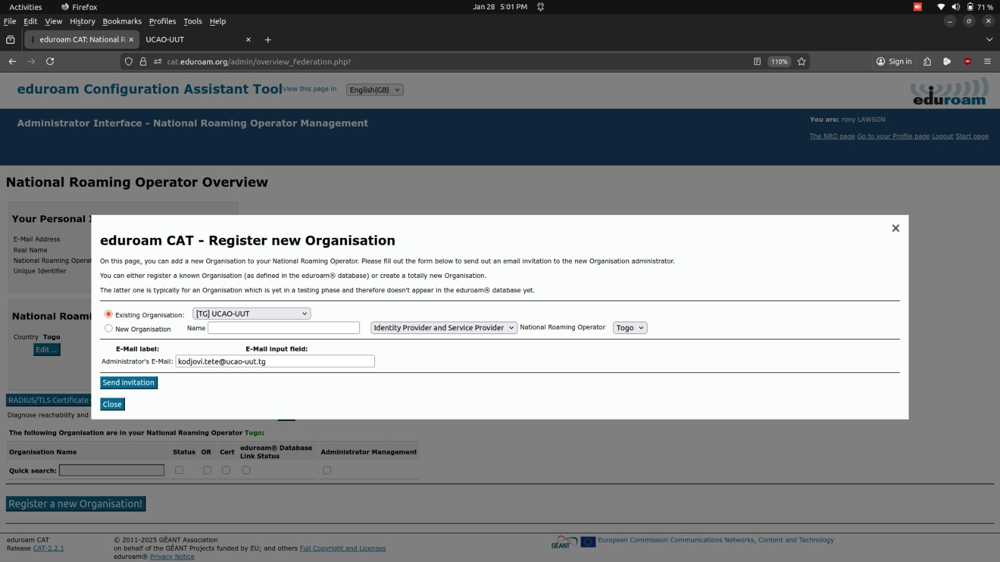 Activities Firefox Jan 28 5:01 PM 71 %
File Edit View History Bookmarks Profiles Tools Help
eduroam CAT: National R UCAO-UUT
cat.eduroam.org/admin/overview_federation.php? 110% Sign in
eduroam Configuration Assistant Tool View this page in English(GB) eduroam
Administrator Interface - National Roaming Operator Management
You are: rony LAWSON
The NRO page Go to your Profile page Logout Start page
National Roaming Operator Overview
Your Personal I
E-Mail Address
Real Name
National Roaming Operat
Unique Identifier
National Roami
Country Togo
Edit ...
RADIUS/TLS Certificate
Diagnose reachability and
eduroam CAT - Register new Organisation
On this page, you can add a new Organisation to your National Roaming Operator. Please fill out the form below to send out an email invitation to the new Organisation administrator.
You can either register a known Organisation (as defined in the eduroam® database) or create a totally new Organisation.
The latter one is typically for an Organisation which is yet in a testing phase and therefore doesn't appear in the eduroam® database yet.
Existing Organisation: [TG] UCAO-UUT
New Organisation Name Identity Provider and Service Provider National Roaming Operator Togo
E-Mail label: E-Mail input field:
Administrator's E-Mail: kodjovi.tete@ucao-uut.tg
Send invitation
Close
The following Organisation are in your National Roaming Operator Togo:
Organisation Name Status OR Cert eduroam® Database Link Status Administrator Management
Quick search:
Register a new Organisation!
eduroam CAT
Release CAT-2.2.1
© 2011-2025 GÉANT Association
on behalf of the GÉANT Projects funded by EU; and others Full Copyright and Licenses
eduroam® Privacy Notice
GÉANT European Commission Communications Networks, Content and Technology